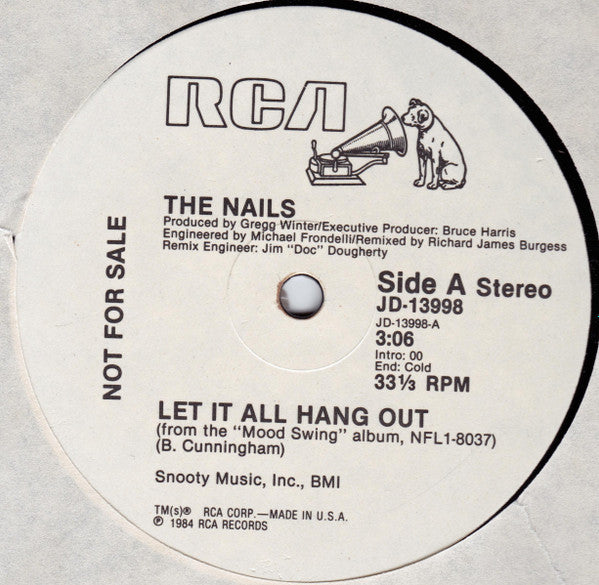 RCA
THE NAILS
Produced by Gregg Winter/Executive Producer: Bruce Harris
Engineered by Michael Frondelli/Remixed by Richard James Burgess
Remix Engineer: Jim "Doc" Dougherty
NOT FOR SALE
Side A Stereo
JD-13998
JD-13998-A
3:06
Intro: 00
End: Cold
33⅓ RPM
LET IT ALL HANG OUT
(from the "Mood Swing" album, NFL1-8037)
(B. Cunningham)
Snooty Music, Inc., BMI
TM(s)® RCA CORP.—MADE IN U.S.A.
℗ 1984 RCA RECORDS